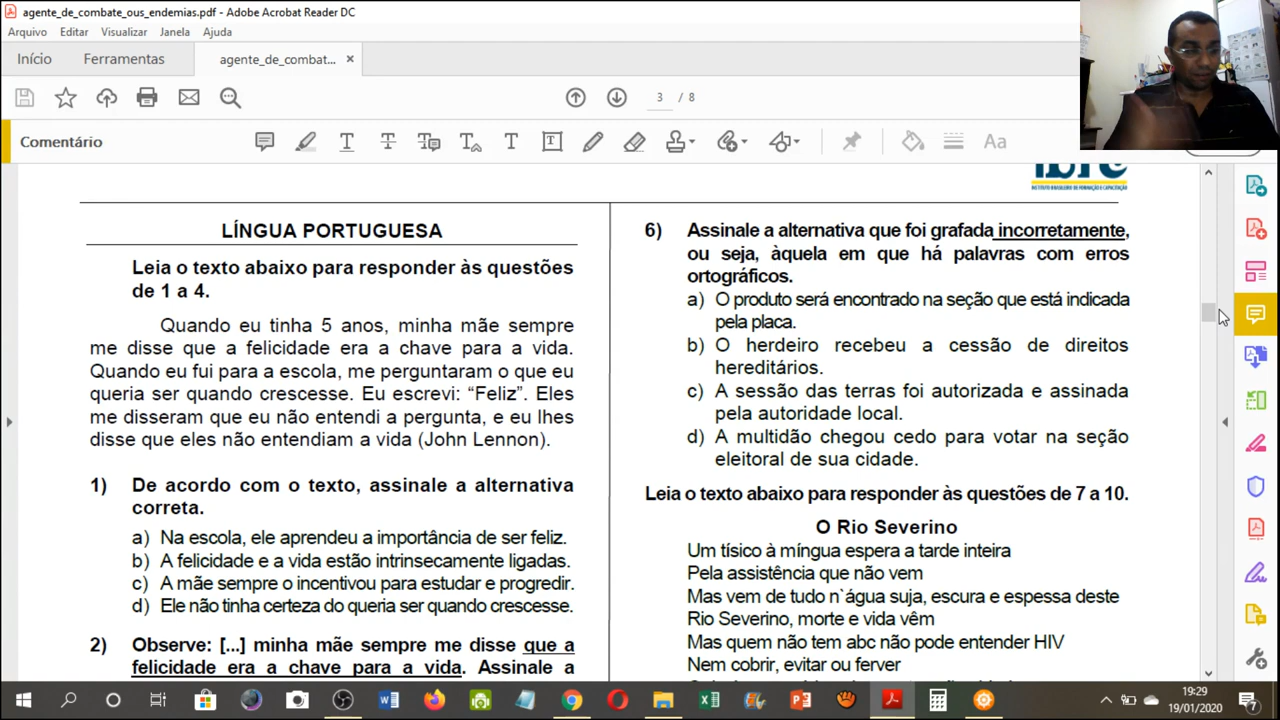 agente_de_combate_ous_endemias.pdf - Adobe Acrobat Reader DC
Arquivo Editar Visualizar Janela Ajuda
Início Ferramentas agente_de_combat... ×
3 / 8
Comentário
INSTITUTO BRASILEIRO DE FORMAÇÃO E CAPACITAÇÃO
LÍNGUA PORTUGUESA
Leia o texto abaixo para responder às questões
de 1 a 4.
Quando eu tinha 5 anos, minha mãe sempre
me disse que a felicidade era a chave para a vida.
Quando eu fui para a escola, me perguntaram o que eu
queria ser quando crescesse. Eu escrevi: “Feliz”. Eles
me disseram que eu não entendi a pergunta, e eu lhes
disse que eles não entendiam a vida (John Lennon).
1) De acordo com o texto, assinale a alternativa
correta.
a) Na escola, ele aprendeu a importância de ser feliz.
b) A felicidade e a vida estão intrinsecamente ligadas.
c) A mãe sempre o incentivou para estudar e progredir.
d) Ele não tinha certeza do queria ser quando crescesse.
2) Observe: [...] minha mãe sempre me disse que a
felicidade era a chave para a vida. Assinale a
6) Assinale a alternativa que foi grafada incorretamente,
ou seja, àquela em que há palavras com erros
ortográficos.
a) O produto será encontrado na seção que está indicada
pela placa.
b) O herdeiro recebeu a cessão de direitos
hereditários.
c) A sessão das terras foi autorizada e assinada
pela autoridade local.
d) A multidão chegou cedo para votar na seção
eleitoral de sua cidade.
Leia o texto abaixo para responder às questões de 7 a 10.
O Rio Severino
Um tísico à míngua espera a tarde inteira
Pela assistência que não vem
Mas vem de tudo n`água suja, escura e espessa deste
Rio Severino, morte e vida vêm
Mas quem não tem abc não pode entender HIV
Nem cobrir, evitar ou ferver
19:29
19/01/2020